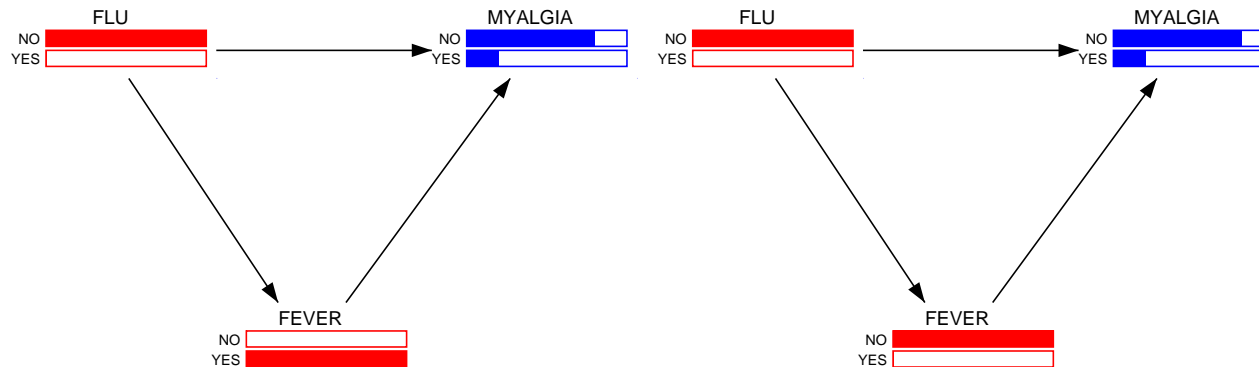 FLU
NO
YES
MYALGIA
NO
YES
FEVER
NO
YES
FLU
NO
YES
MYALGIA
NO
YES
FEVER
NO
YES